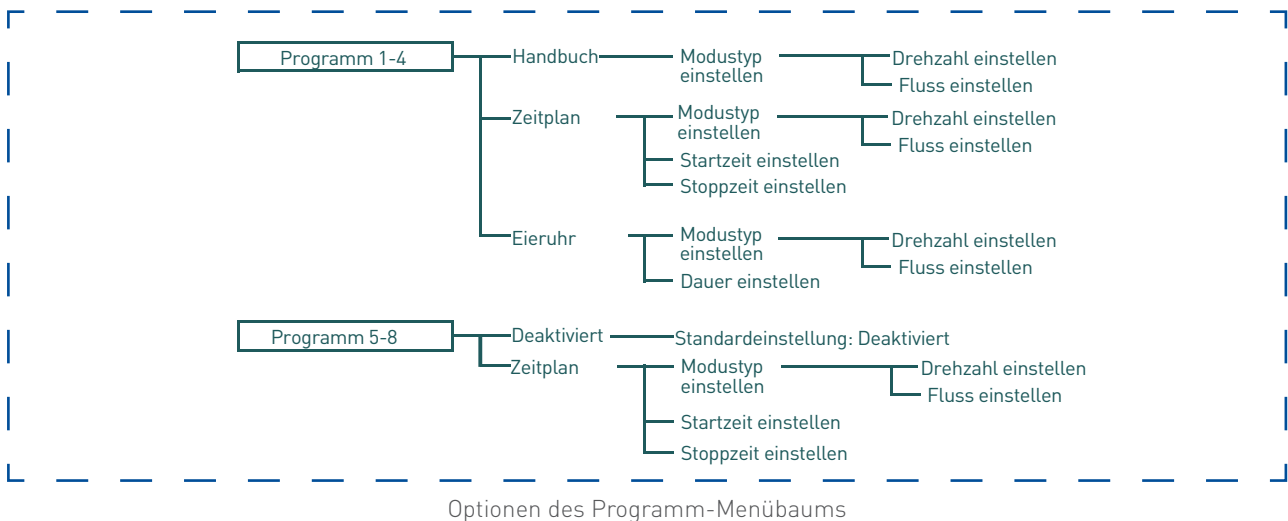 Programm 1-4
Handbuch
Modustyp
einstellen
Drehzahl einstellen
Fluss einstellen
Zeitplan
Modustyp
einstellen
Drehzahl einstellen
Fluss einstellen
Startzeit einstellen
Stoppzeit einstellen
Eieruhr
Modustyp
einstellen
Drehzahl einstellen
Fluss einstellen
Dauer einstellen
Programm 5-8
Deaktiviert
Standardeinstellung: Deaktiviert
Zeitplan
Modustyp
einstellen
Drehzahl einstellen
Fluss einstellen
Startzeit einstellen
Stoppzeit einstellen
Optionen des Programm-Menübaums